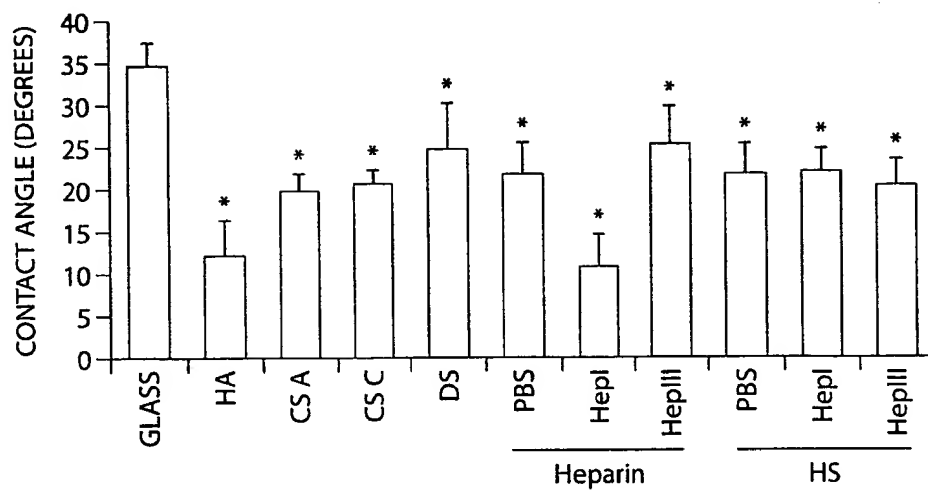 CONTACT ANGLE (DEGREES)
40
35
30
25
20
15
10
5
0
* * * * * * * * * *
GLASS
HA
CS A
CS C
DS
PBS
HepI
HepIII
PBS
HepI
HepIII
Heparin
HS